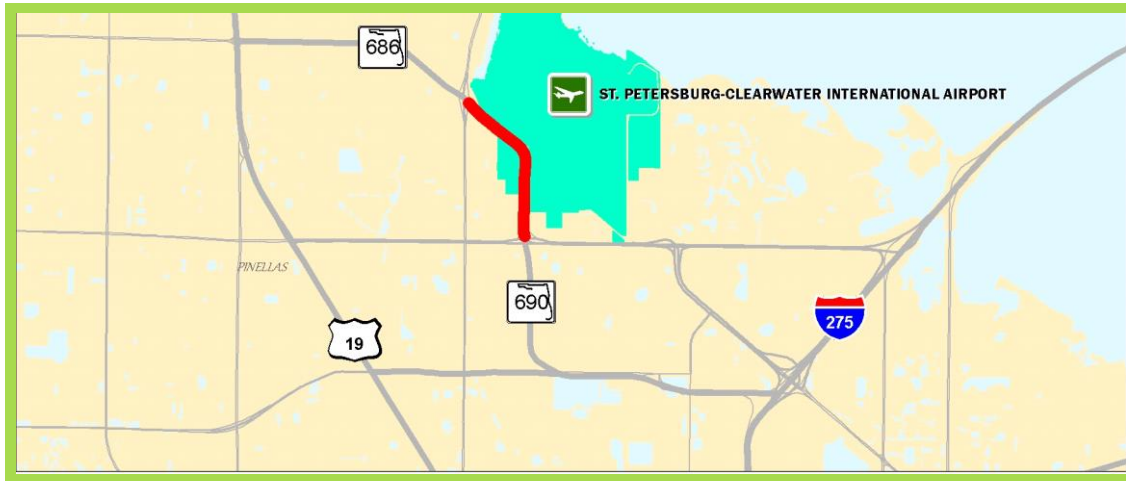 686
ST. PETERSBURG-CLEARWATER INTERNATIONAL AIRPORT
PINELLAS
690
275
19